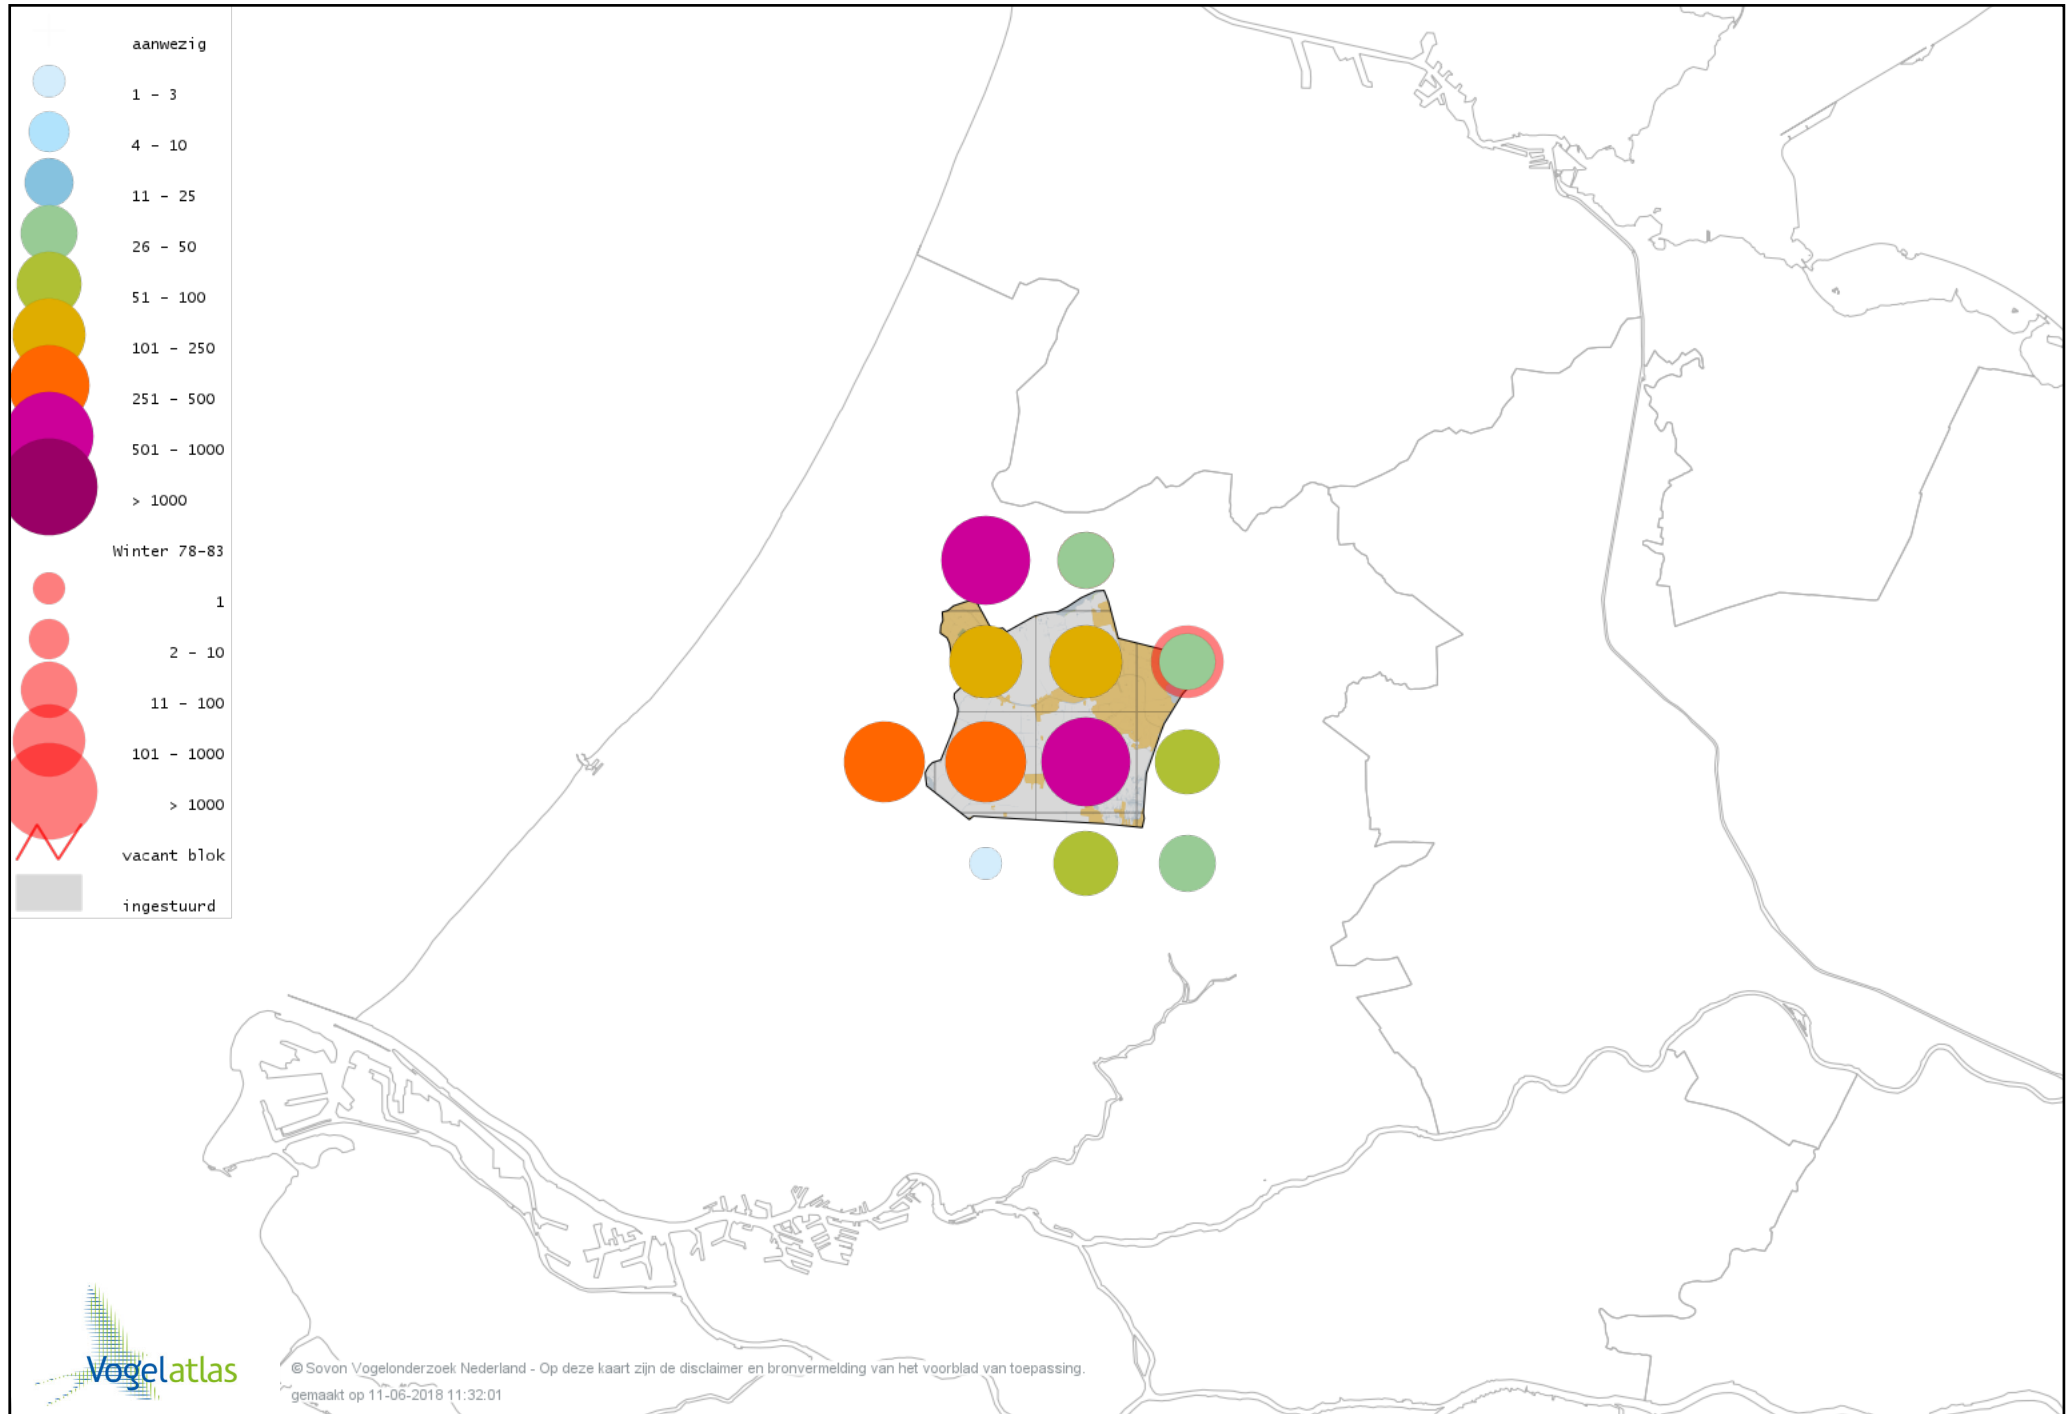 aanwezig
1 - 3
4 - 10
11 - 25
26 - 50
51 - 100
101 - 250
251 - 500
501 - 1000
> 1000
Winter 78-83
1
2 - 10
11 - 100
101 - 1000
> 1000
vacant blok
ingestuurd
Vogelatlas
© Sovon Vogelonderzoek Nederland - Op deze kaart zijn de disclaimer en bronvermelding van het voorblad van toepassing.
gemaakt op 11-06-2018 11:32:01